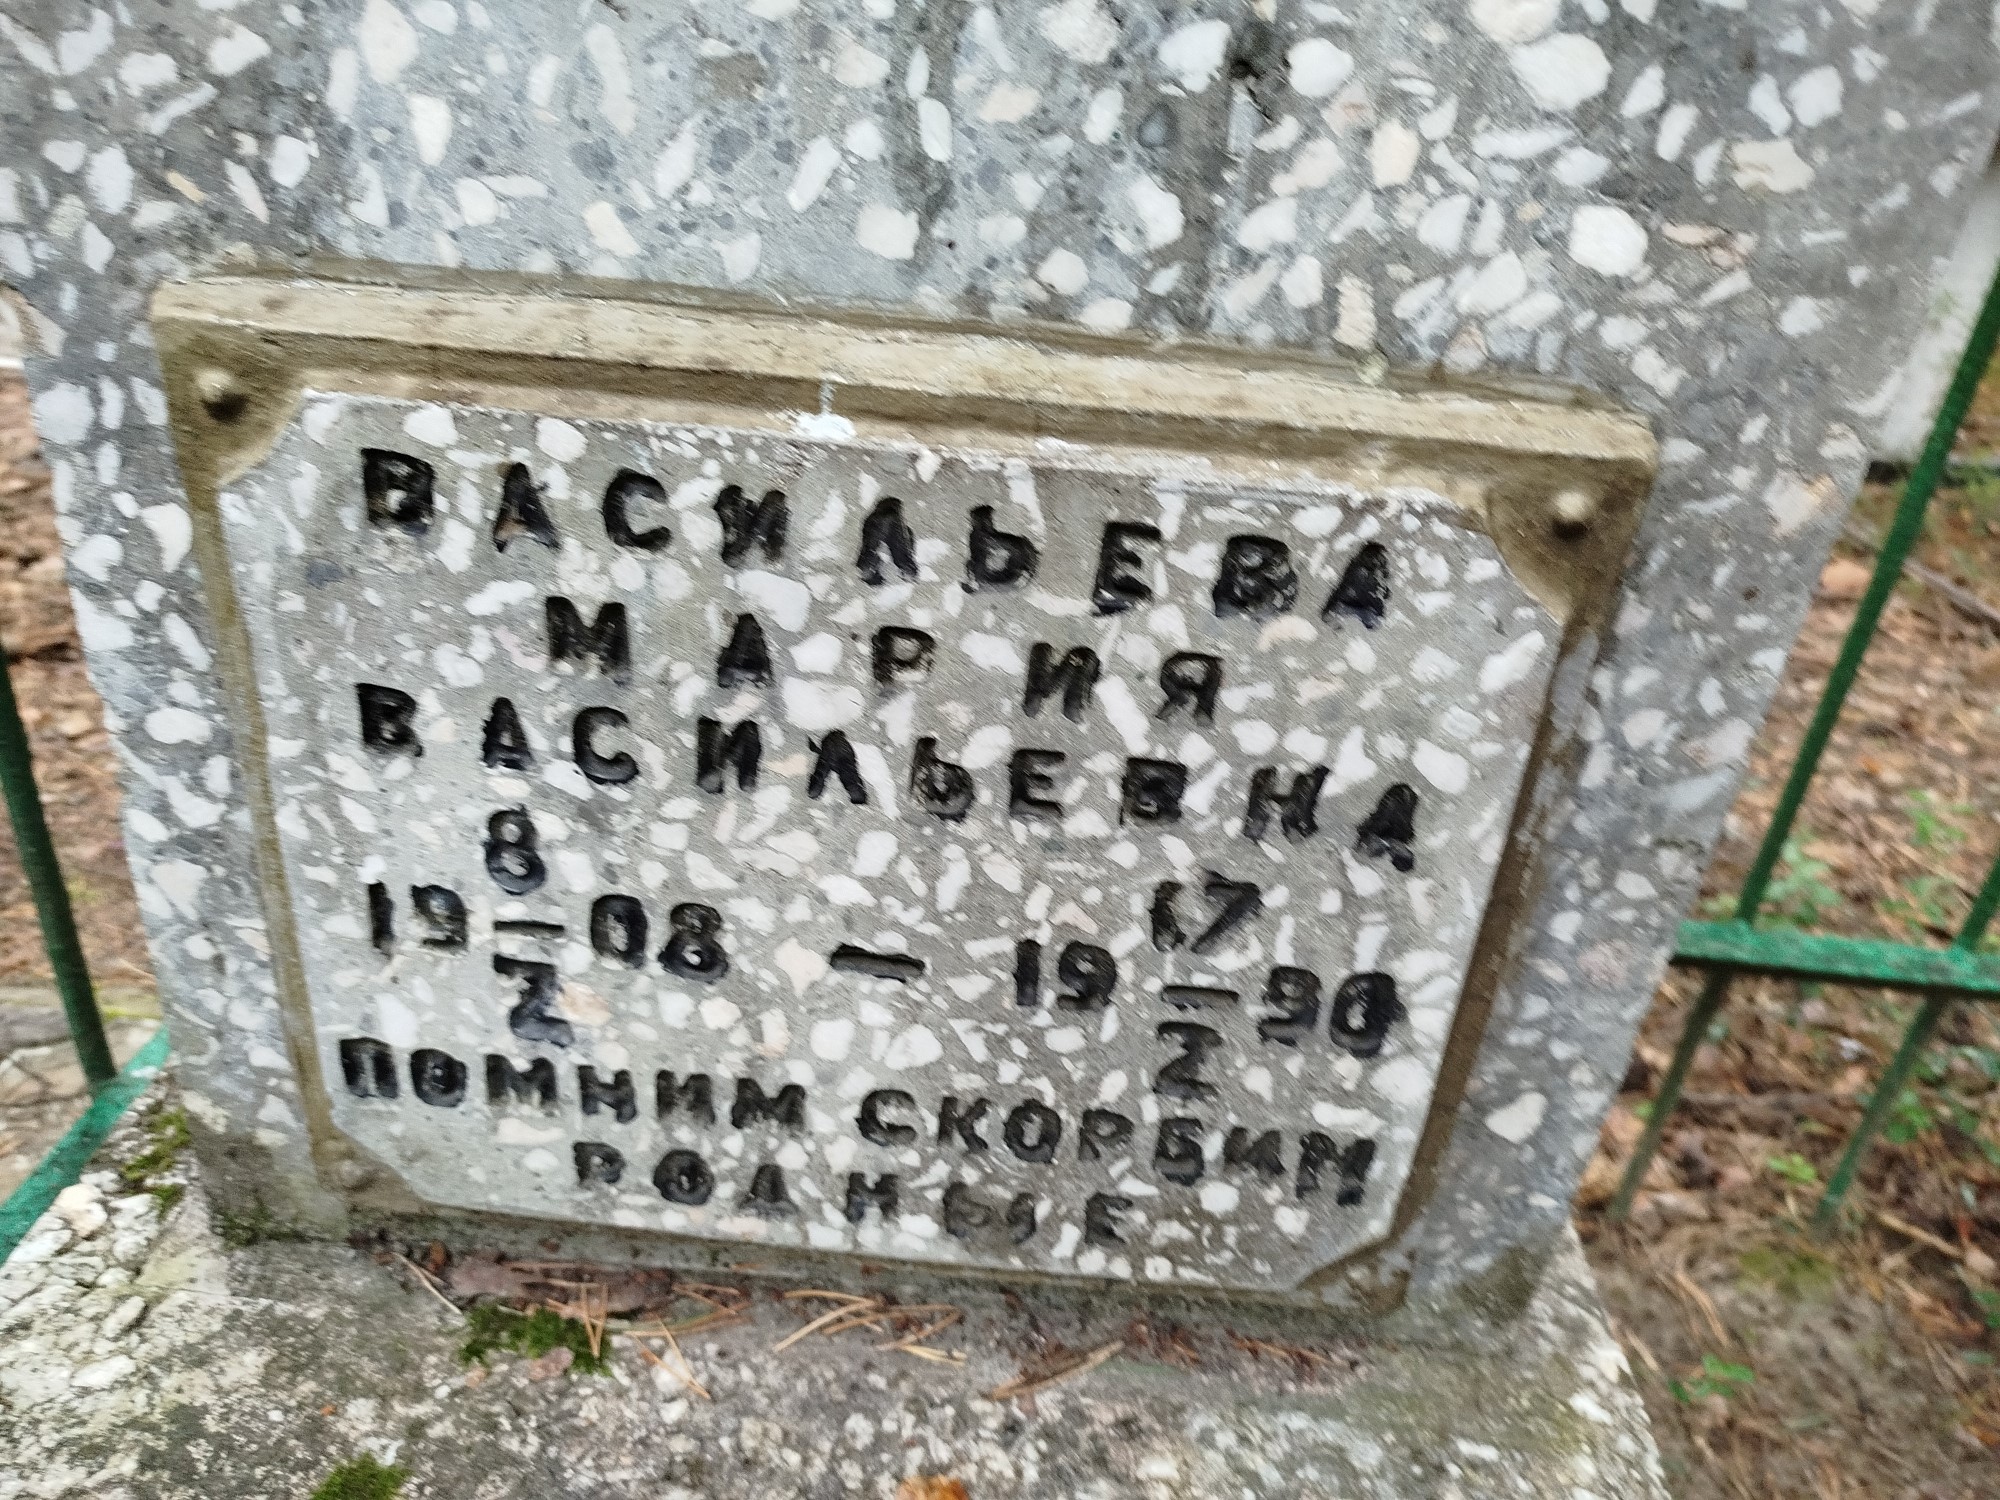 ВАСИЛЬЕВА
МАРИЯ
ВАСИЛЬЕВНА
19 8/2 08 — 19 17/2 90
ПОМНИМ СКОРБИМ
РОДНЫЕ